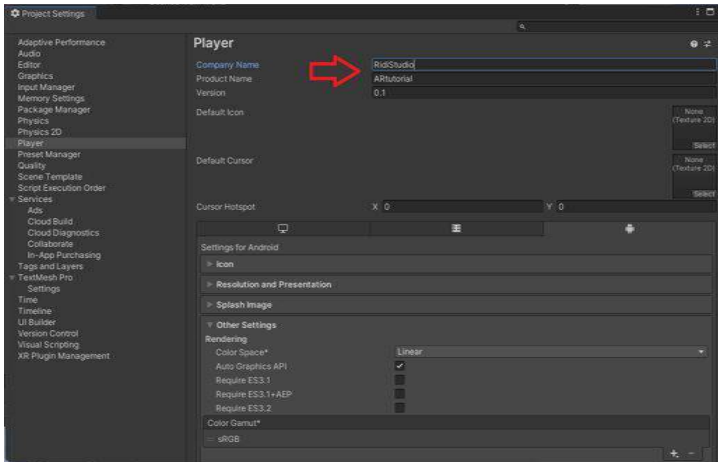 Project Settings
Adaptive Performance
Audio
Editor
Graphics
Input Manager
Memory Settings
Package Manager
Physics
Physics 2D
Player
Preset Manager
Quality
Scene Template
Script Execution Order
Services
Ads
Cloud Build
Cloud Diagnostics
Collaborate
In-App Purchasing
Tags and Layers
TextMesh Pro
Settings
Time
Timeline
UI Builder
Version Control
Visual Scripting
XR Plugin Management
Player
Company Name RidlStudio
Product Name ARtutorial
Version 0.1
Default Icon
None
(Texture 2D)
Select
Default Cursor
None
(Texture 2D)
Select
Cursor Hotspot X 0 Y 0
Settings for Android
Icon
Resolution and Presentation
Splash Image
Other Settings
Rendering
Color Space* Linear
Auto Graphics API
Require ES3.1
Require ES3.1+AEP
Require ES3.2
Color Gamut*
sRGB